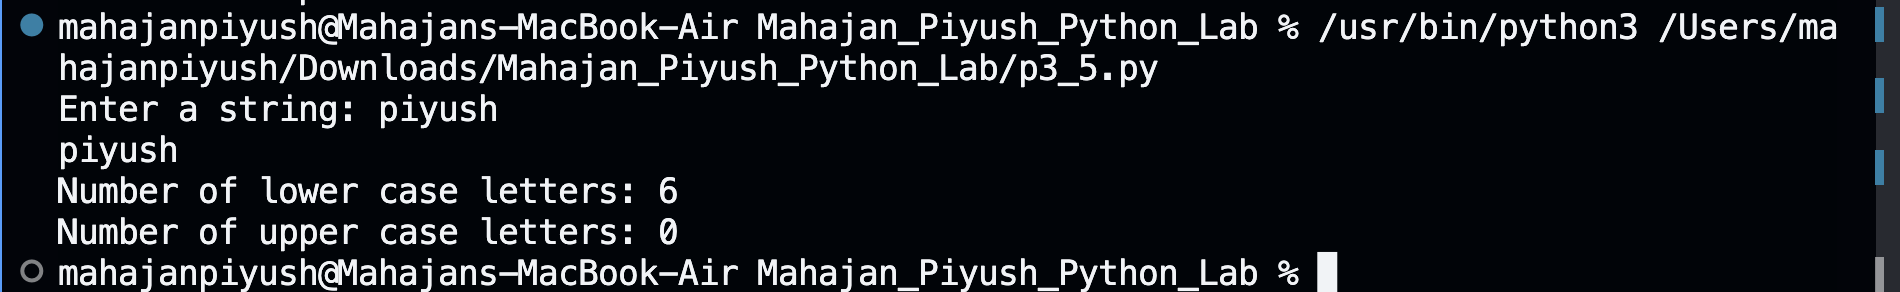 mahajanpiyush@Mahajans-MacBook-Air Mahajan_Piyush_Python_Lab % /usr/bin/python3 /Users/ma
hajanpiyush/Downloads/Mahajan_Piyush_Python_Lab/p3_5.py
Enter a string: piyush
piyush
Number of lower case letters: 6
Number of upper case letters: 0
mahajanpiyush@Mahajans-MacBook-Air Mahajan_Piyush_Python_Lab %